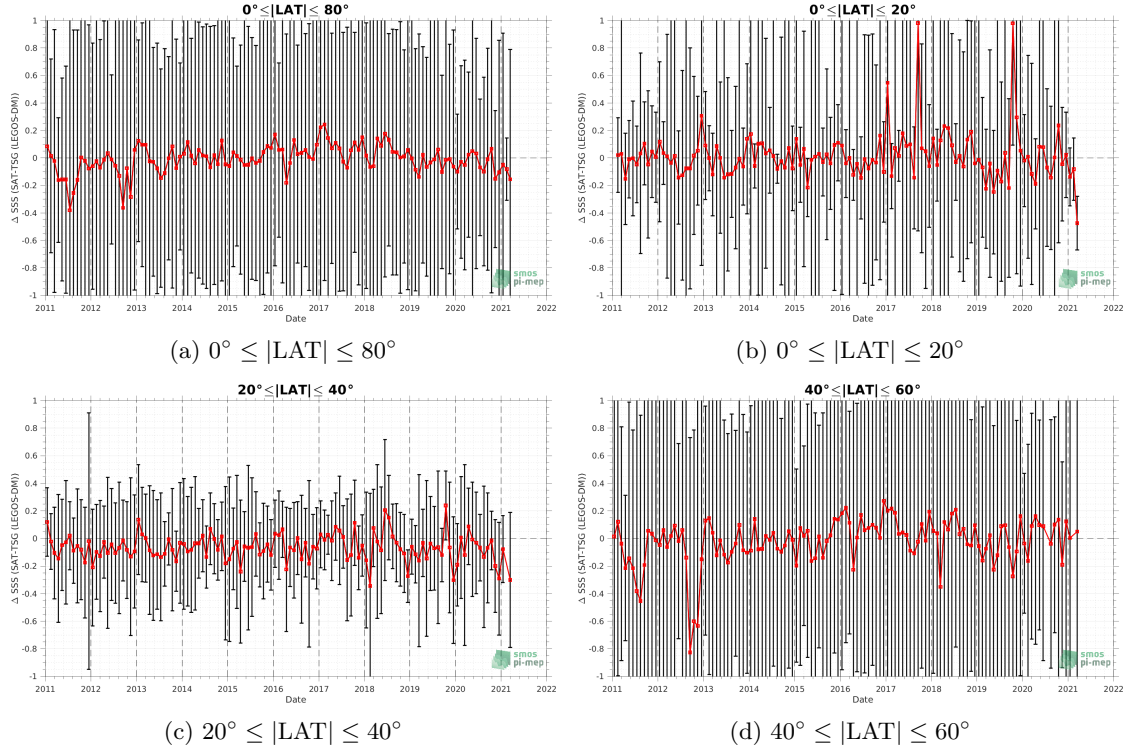 0°≤|LAT|≤ 80°
Δ SSS (SAT-TSG (LEGOS-DM))
1
0.8
0.6
0.4
0.2
0
-0.2
-0.4
-0.6
-0.8
-1
2011 2012 2013 2014 2015 2016 2017 2018 2019 2020 2021 2022
Date
smos
pi-mep
(a) 0° ≤ |LAT| ≤ 80°
0°≤|LAT|≤ 20°
Δ SSS (SAT-TSG (LEGOS-DM))
1
0.8
0.6
0.4
0.2
0
-0.2
-0.4
-0.6
-0.8
-1
2011 2012 2013 2014 2015 2016 2017 2018 2019 2020 2021 2022
Date
smos
pi-mep
(b) 0° ≤ |LAT| ≤ 20°
20°≤|LAT|≤ 40°
Δ SSS (SAT-TSG (LEGOS-DM))
1
0.8
0.6
0.4
0.2
0
-0.2
-0.4
-0.6
-0.8
-1
2011 2012 2013 2014 2015 2016 2017 2018 2019 2020 2021 2022
Date
smos
pi-mep
(c) 20° ≤ |LAT| ≤ 40°
40°≤|LAT|≤ 60°
Δ SSS (SAT-TSG (LEGOS-DM))
1
0.8
0.6
0.4
0.2
0
-0.2
-0.4
-0.6
-0.8
-1
2011 2012 2013 2014 2015 2016 2017 2018 2019 2020 2021 2022
Date
smos
pi-mep
(d) 40° ≤ |LAT| ≤ 60°